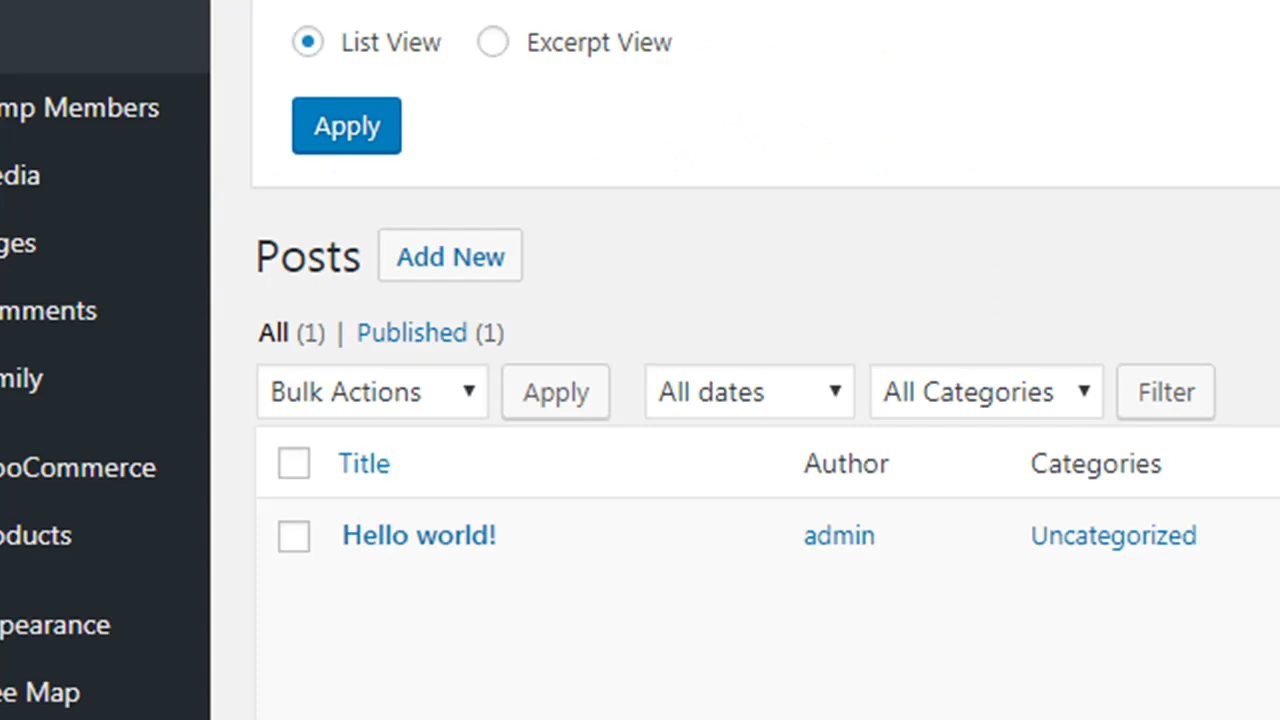 List View Excerpt View
Apply
mp Members
edia
ges
mments
mily
ooCommerce
oducts
pearance
ee Map
Posts Add New
All (1) | Published (1)
Bulk Actions Apply All dates All Categories Filter
Title Author Categories
Hello world! admin Uncategorized